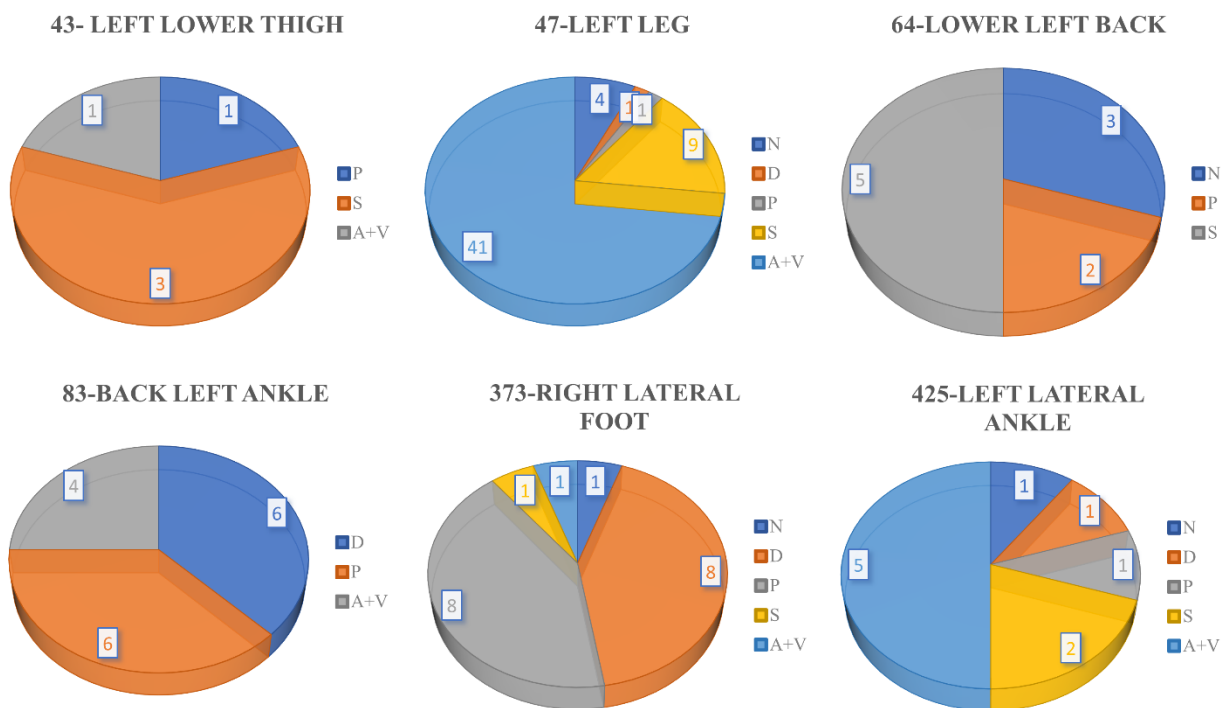 43- LEFT LOWER THIGH
1
1
3
P
S
A+V
47-LEFT LEG
4
1
1
9
41
N
D
P
S
A+V
64-LOWER LEFT BACK
3
5
2
N
P
S
83-BACK LEFT ANKLE
4
6
6
D
P
A+V
373-RIGHT LATERAL
FOOT
1
1
1
8
8
N
D
P
S
A+V
425-LEFT LATERAL
ANKLE
1
1
5
1
2
N
D
P
S
A+V